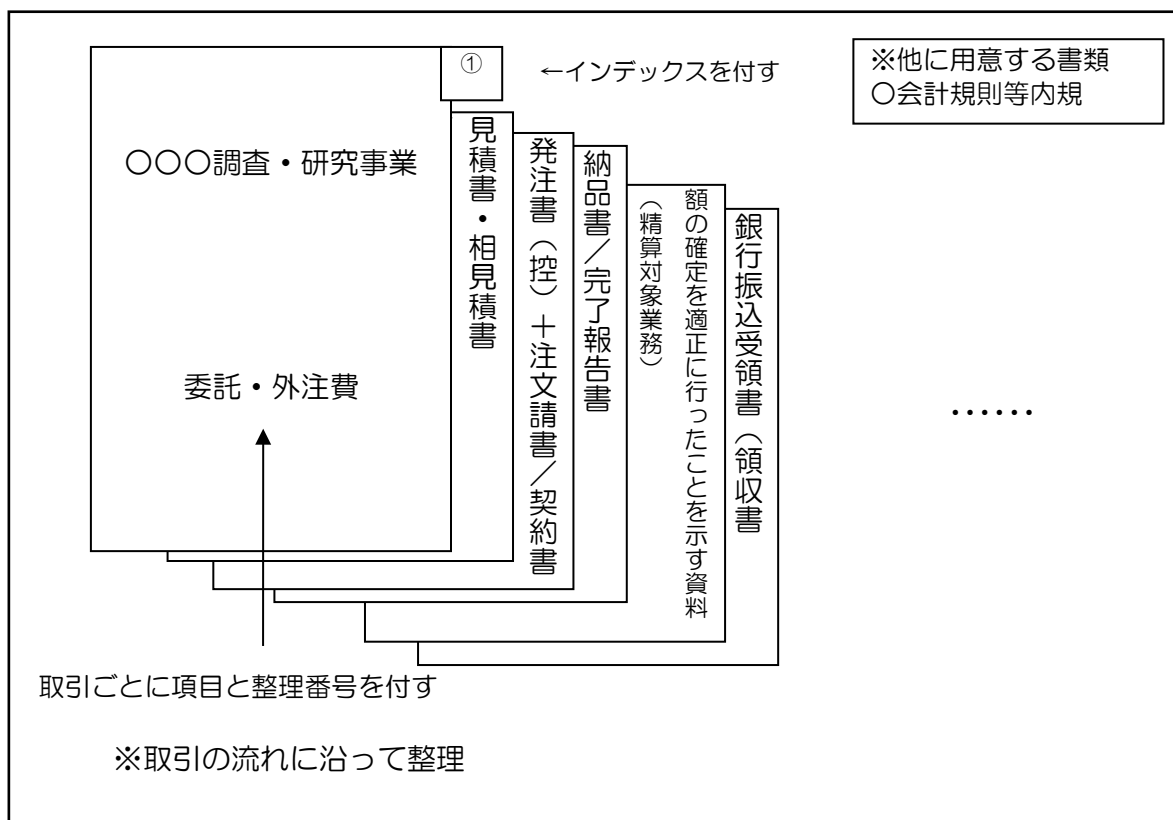 ①
←インデックスを付す
※他に用意する書類
○会計規則等内規
○○○調査・研究事業
委託・外注費
見積書・相見積書
発注書（控）＋注文請書／契約書
納品書／完了報告書
額の確定を適正に行ったことを示す資料
（精算対象業務）
銀行振込受領書（領収書
……
取引ごとに項目と整理番号を付す
※取引の流れに沿って整理